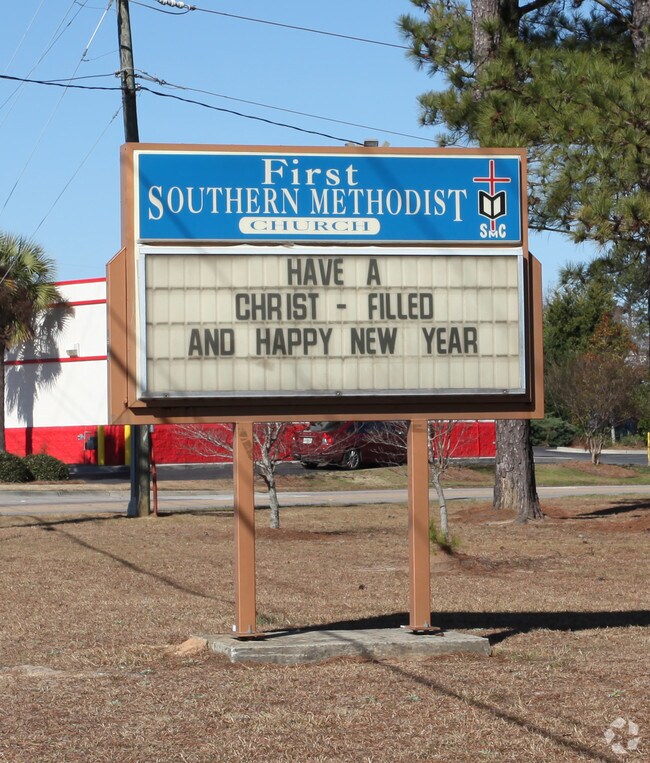 First
SOUTHERN METHODIST
CHURCH
SMC
HAVE A
CHRIST - FILLED
AND HAPPY NEW YEAR